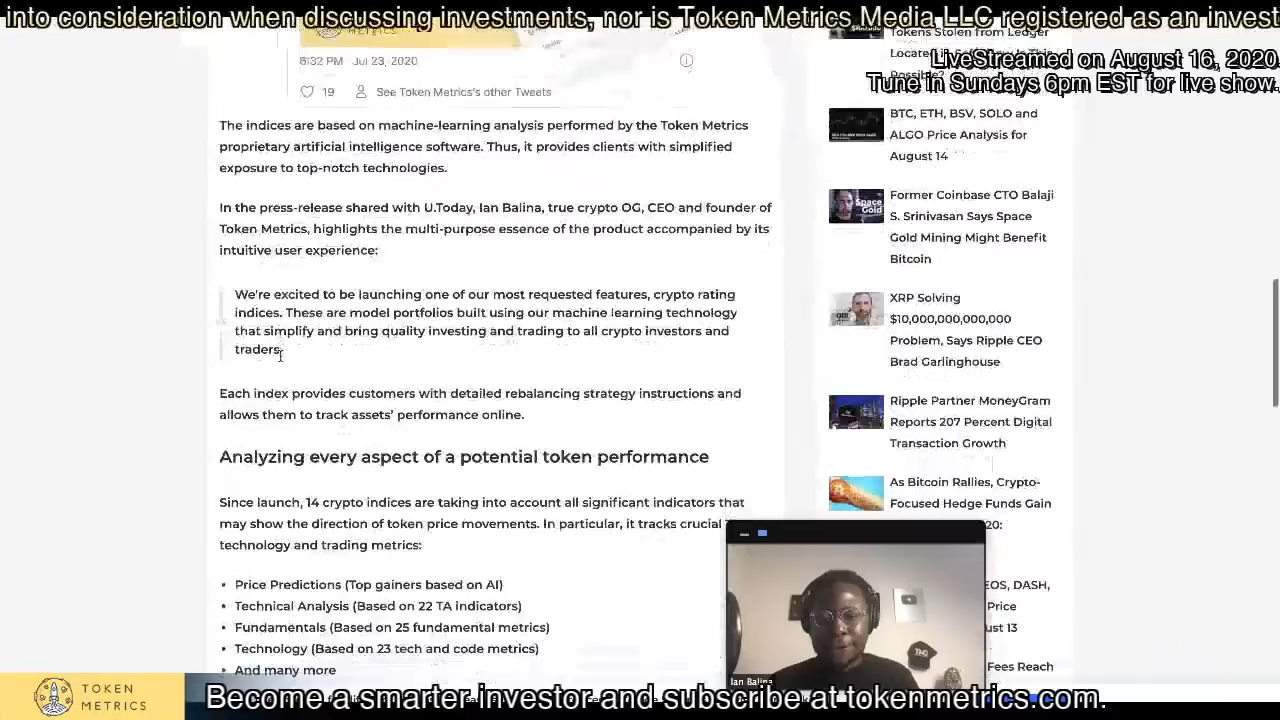 into consideration when discussing investments, nor is Token Metrics Media LLC registered as an invest
LiveStreamed on August 16, 2020.
Tune in Sundays 6pm EST for live show.
METRICS
6:32 PM Jul 23, 2020
19 See Token Metrics's other Tweets
The indices are based on machine-learning analysis performed by the Token Metrics
proprietary artificial intelligence software. Thus, it provides clients with simplified
exposure to top-notch technologies.
In the press-release shared with U.Today, Ian Balina, true crypto OG, CEO and founder of
Token Metrics, highlights the multi-purpose essence of the product accompanied by its
intuitive user experience:
We're excited to be launching one of our most requested features, crypto rating
indices. These are model portfolios built using our machine learning technology
that simplify and bring quality investing and trading to all crypto investors and
traders.
Each index provides customers with detailed rebalancing strategy instructions and
allows them to track assets' performance online.
Analyzing every aspect of a potential token performance
Since launch, 14 crypto indices are taking into account all significant indicators that
may show the direction of token price movements. In particular, it tracks crucial
technology and trading metrics:
• Price Predictions (Top gainers based on AI)
• Technical Analysis (Based on 22 TA indicators)
• Fundamentals (Based on 25 fundamental metrics)
• Technology (Based on 23 tech and code metrics)
• And many more
Tokens Stolen from Ledger
Possible?
BTC, ETH, BSV, SOLO and
ALGO Price Analysis for
August 14
Space
Gold
Former Coinbase CTO Balaji
S. Srinivasan Says Space
Gold Mining Might Benefit
Bitcoin
XRP Solving
$10,000,000,000,000
Problem, Says Ripple CEO
Brad Garlinghouse
Ripple Partner MoneyGram
Reports 207 Percent Digital
Transaction Growth
As Bitcoin Rallies, Crypto-
Focused Hedge Funds Gain
20:
EOS, DASH,
Price
ust 13
Fees Reach
Ian Balina
TOKEN
METRICS
Become a smarter investor and subscribe at tokenmetrics.com.